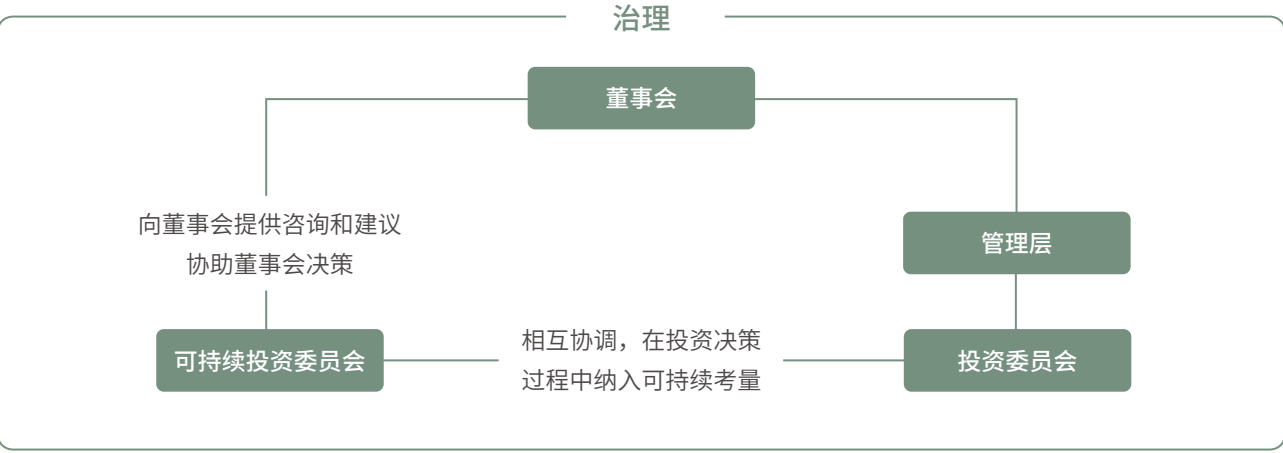 治理
董事会
向董事会提供咨询和建议
协助董事会决策
管理层
可持续投资委员会
相互协调，在投资决策
过程中纳入可持续考量
投资委员会